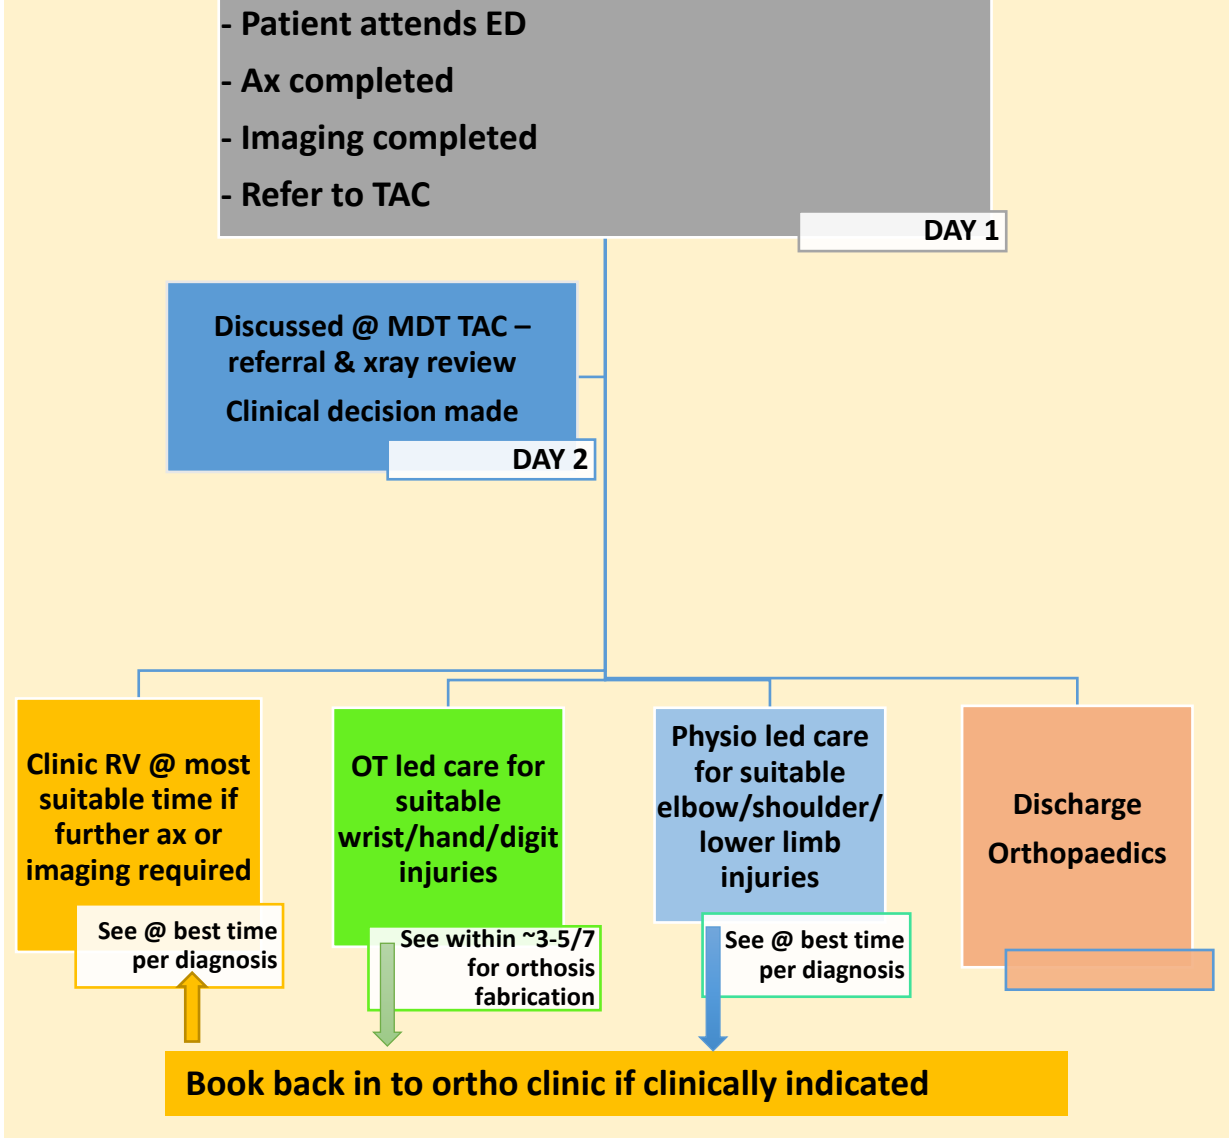 - Patient attends ED
- Ax completed
- Imaging completed
- Refer to TAC
DAY 1
Discussed @ MDT TAC –
referral & xray review
Clinical decision made
DAY 2
Clinic RV @ most
suitable time if
further ax or
imaging required
See @ best time
per diagnosis
OT led care for
suitable
wrist/hand/digit
injuries
See within ~3-5/7
for orthosis
fabrication
Physio led care
for suitable
elbow/shoulder/
lower limb
injuries
See @ best time
per diagnosis
Discharge
Orthopaedics
Book back in to ortho clinic if clinically indicated